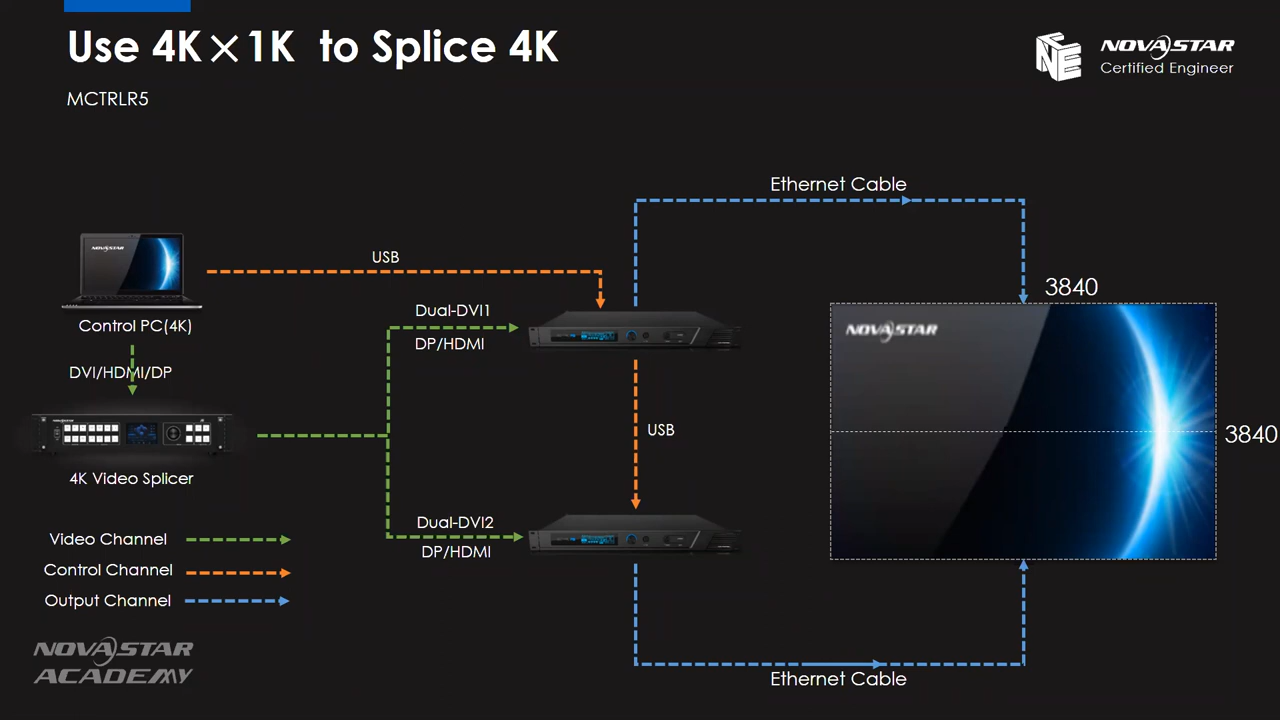 Use 4K×1K to Splice 4K
NOVASTAR
Certified Engineer
MCTRLR5
Ethernet Cable
USB
3840
Dual-DVI1
NOVASTAR
Control PC(4K)
DP/HDMI
NOVASTAR
DVI/HDMI/DP
USB
3840
4K Video Splicer
Dual-DVI2
Video Channel
DP/HDMI
Control Channel
Output Channel
NOVASTAR
ACADEMY
Ethernet Cable